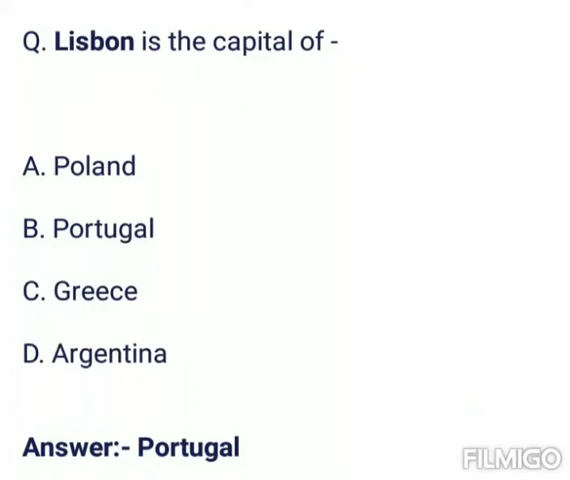 Q. Lisbon is the capital of -
A. Poland
B. Portugal
C. Greece
D. Argentina
Answer:- Portugal
FILMIGO